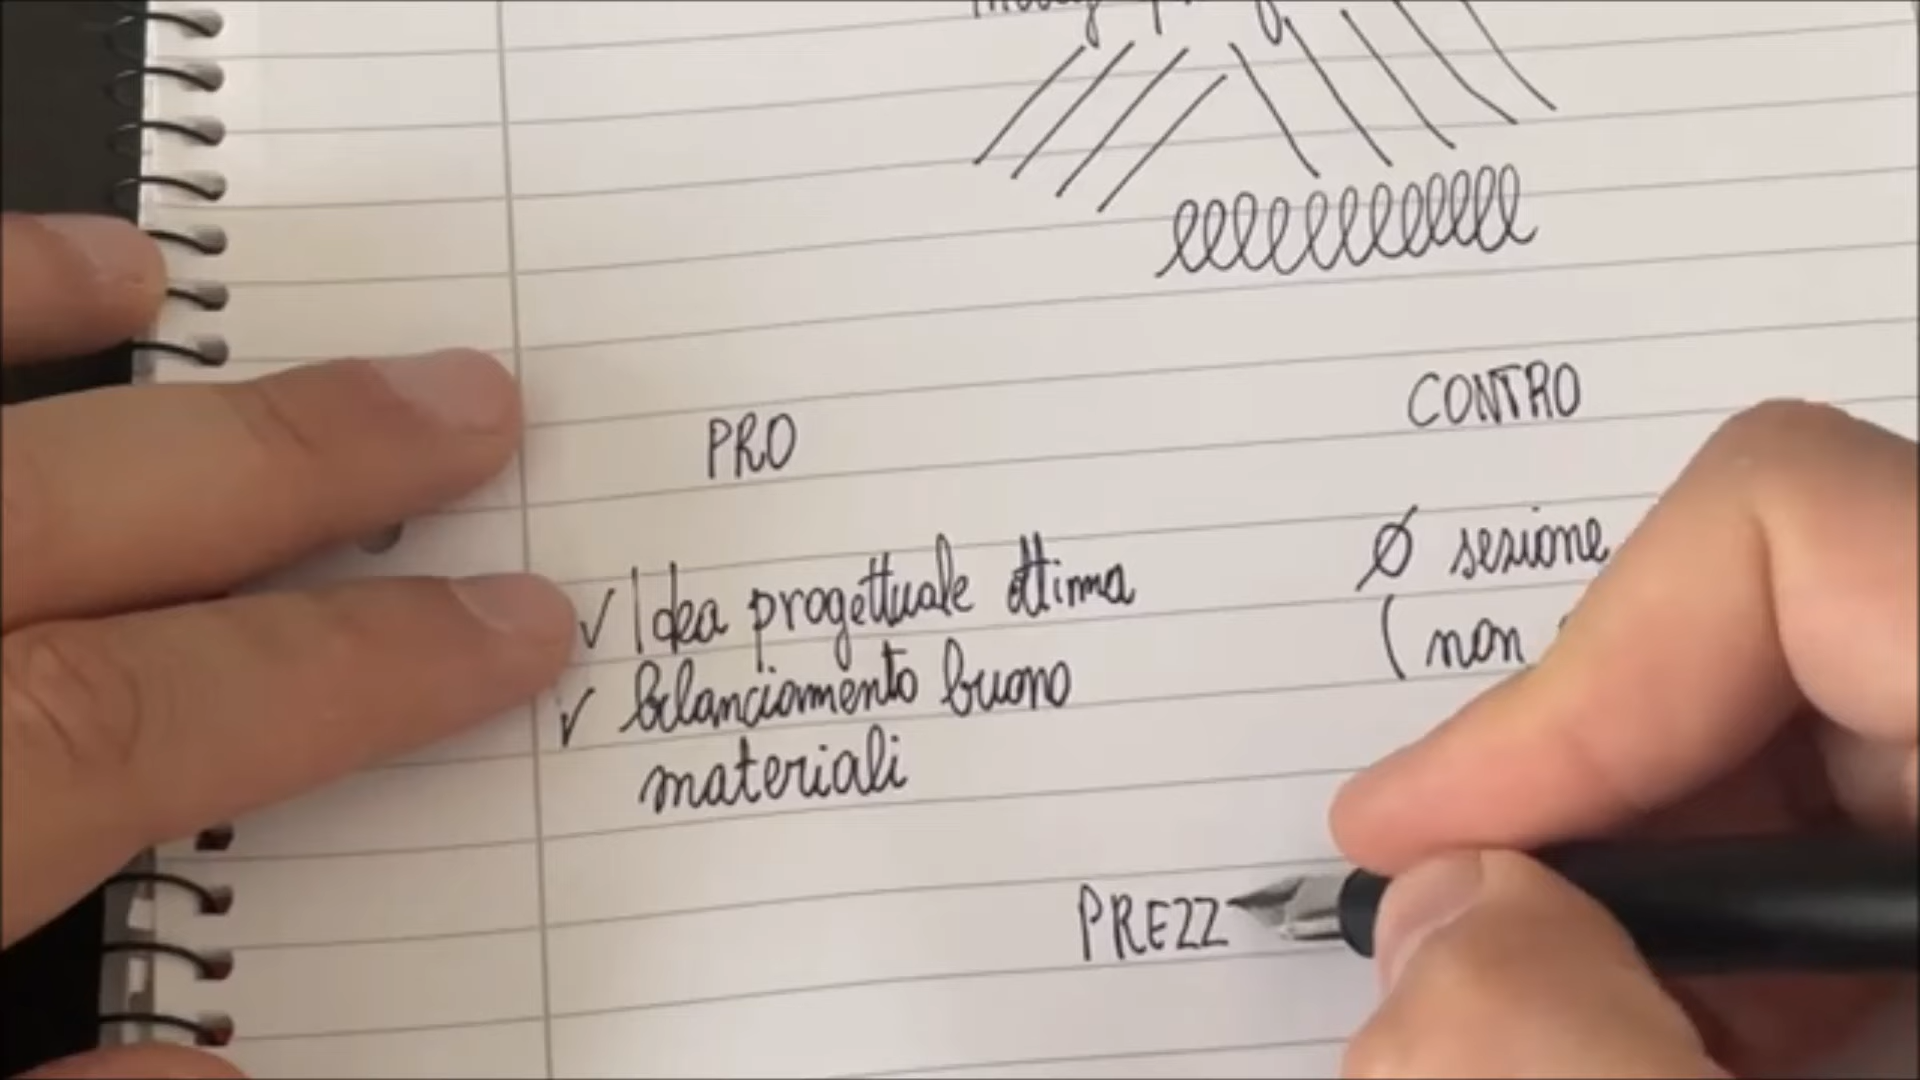 PRO
CONTRO
✓ Idea progettuale ottima
✓ bilanciamento buono
materiali
Ø sezione
(non
PREZZ